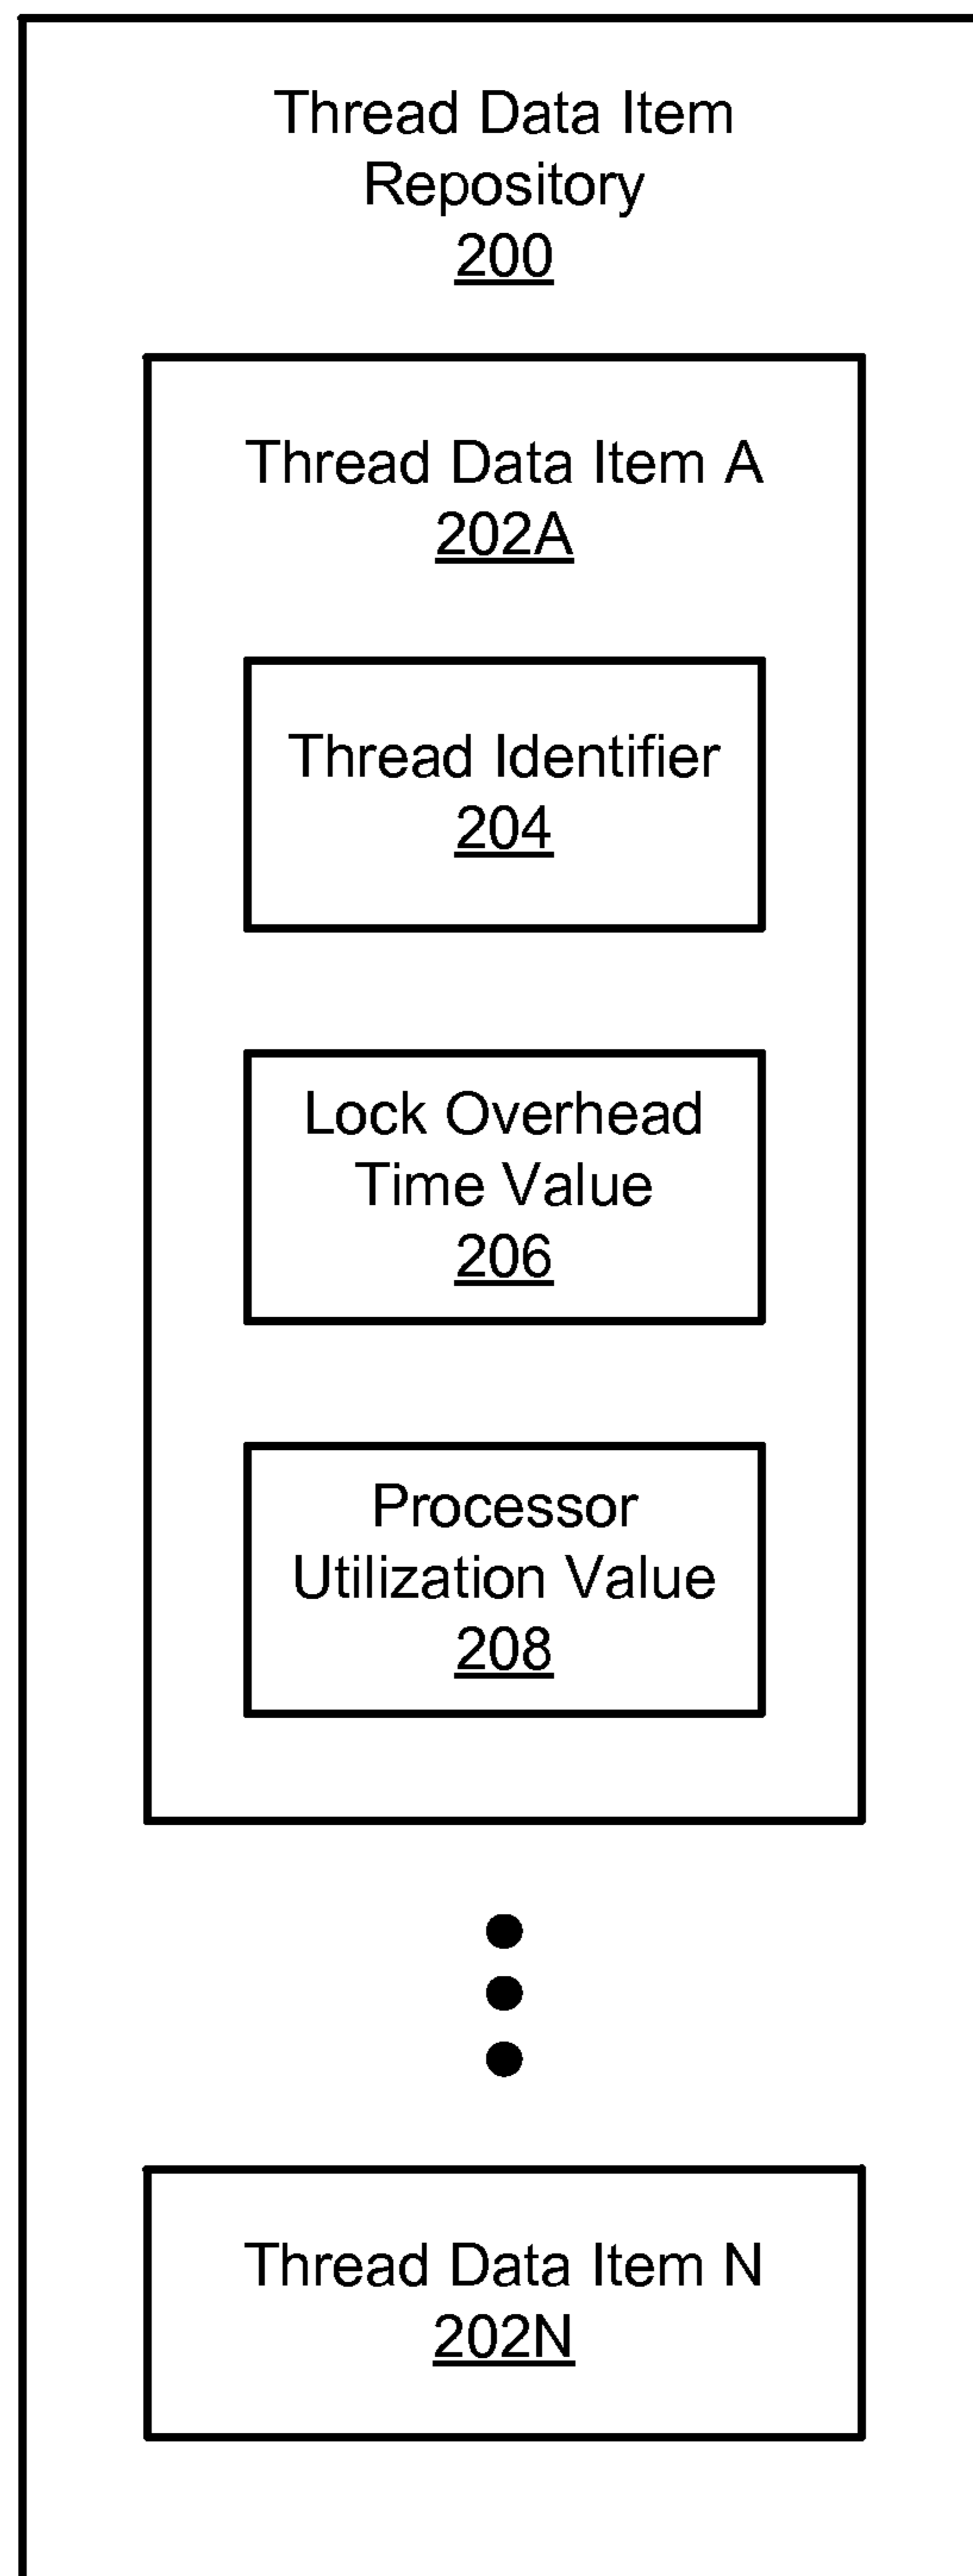 Thread Data Item
Repository
200
Thread Data Item A
202A
Thread Identifier
204
Lock Overhead
Time Value
206
Processor
Utilization Value
208
Thread Data Item N
202N